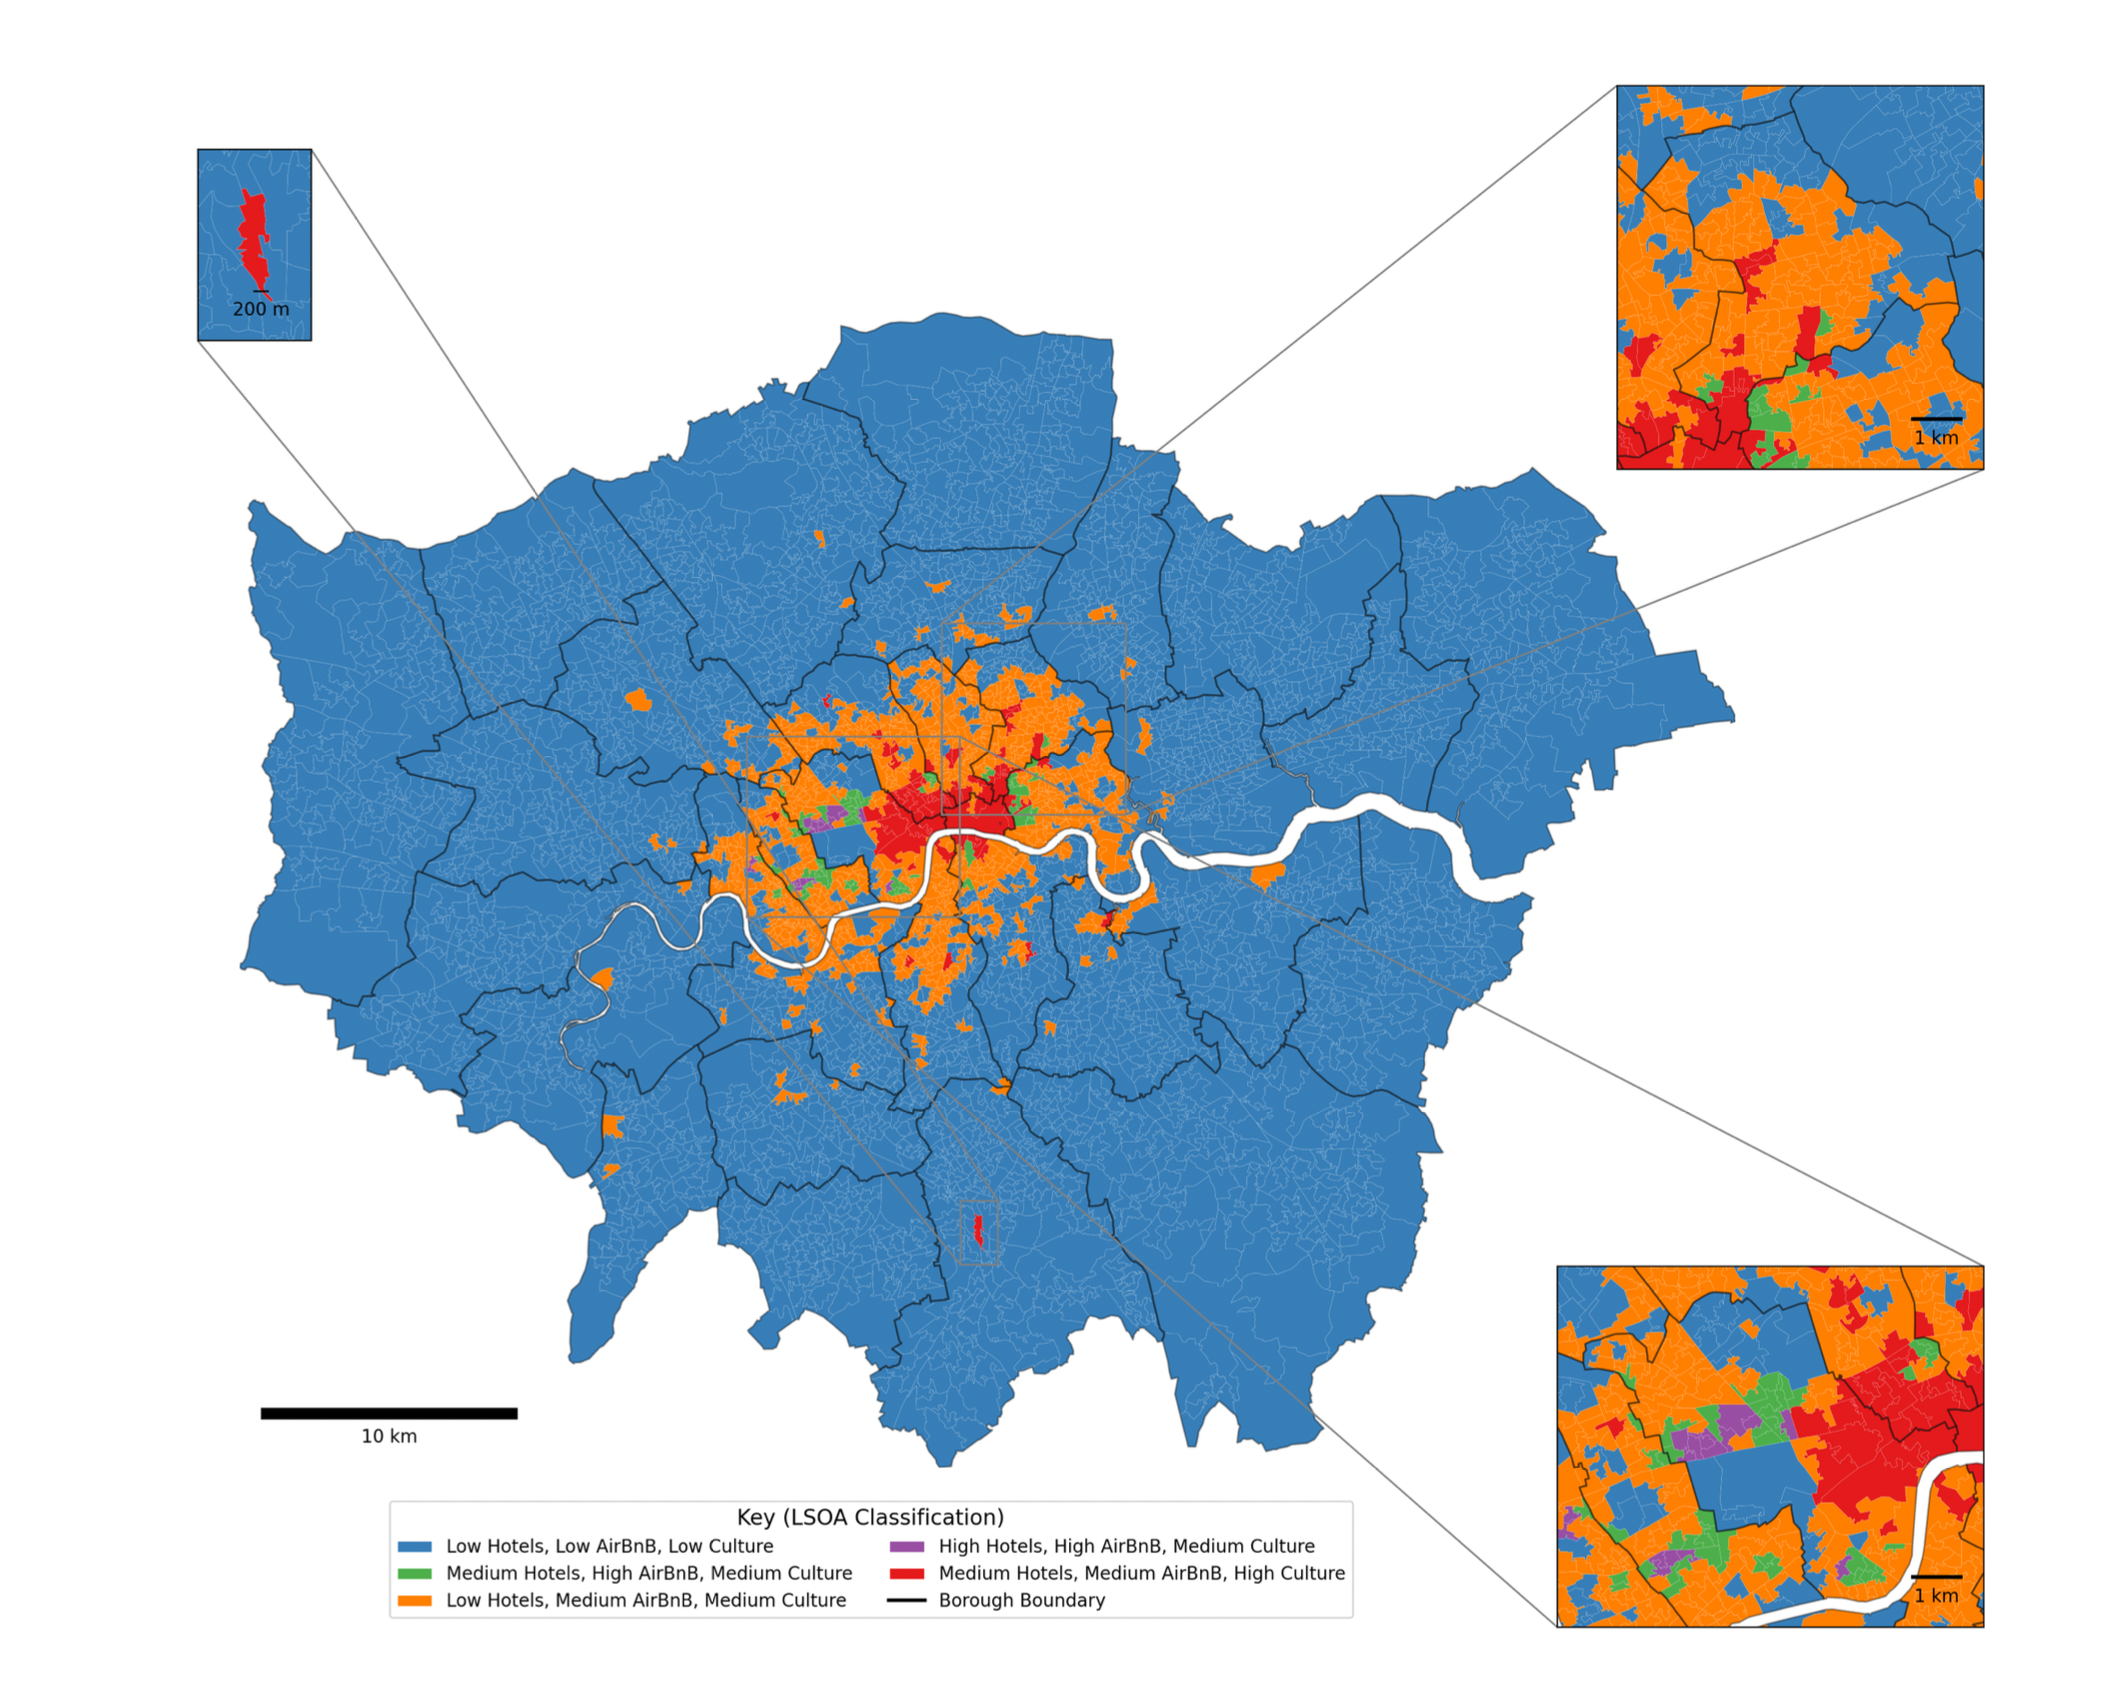 200 m
1 km
1 km
10 km
Key (LSOA Classification)
Low Hotels, Low AirBnB, Low Culture
Medium Hotels, High AirBnB, Medium Culture
Low Hotels, Medium AirBnB, Medium Culture
High Hotels, High AirBnB, Medium Culture
Medium Hotels, Medium AirBnB, High Culture
Borough Boundary